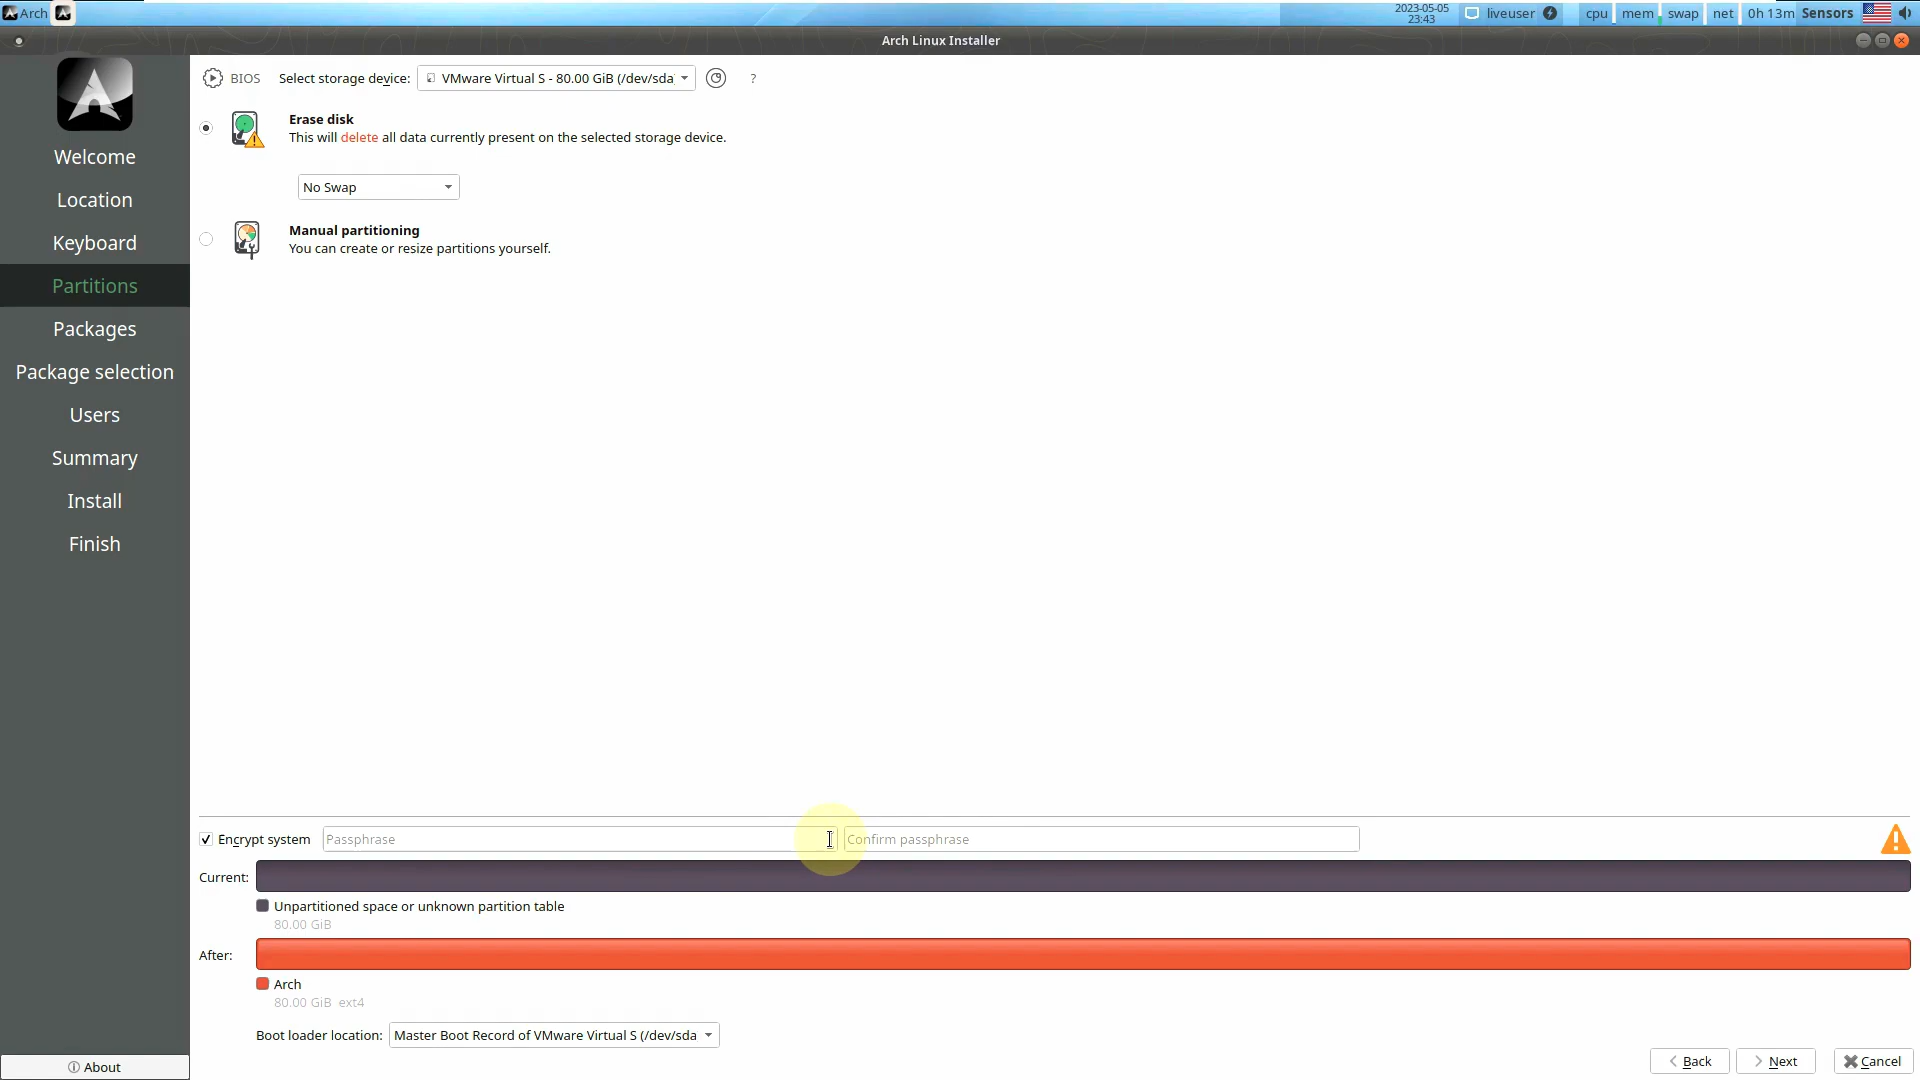 Arch
2023-05-05
23:43
liveuser
cpu
mem
swap
net
0h 13m
Sensors
Arch Linux Installer
BIOS
Select storage device:
VMware Virtual S - 80.00 GiB (/dev/sda
?
Erase disk
This will delete all data currently present on the selected storage device.
No Swap
Manual partitioning
You can create or resize partitions yourself.
Welcome
Location
Keyboard
Partitions
Packages
Package selection
Users
Summary
Install
Finish
Encrypt system
Passphrase
Confirm passphrase
Current:
Unpartitioned space or unknown partition table
80.00 GiB
After:
Arch
80.00 GiB ext4
Boot loader location:
Master Boot Record of VMware Virtual S (/dev/sda
About
Back
Next
Cancel